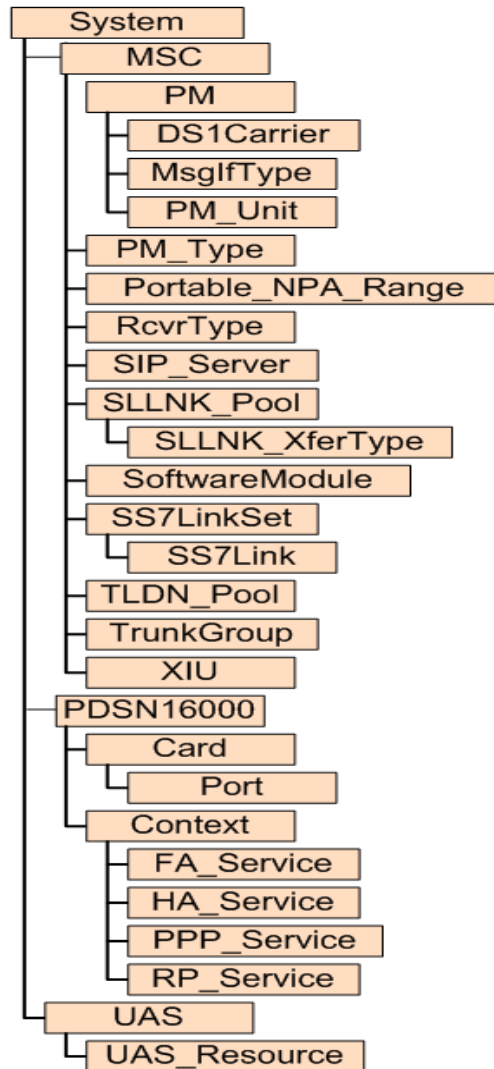 System
MSC
PM
DS1Carrier
MsgIfType
PM_Unit
PM_Type
Portable_NPA_Range
RcvrType
SIP_Server
SLLNK_Pool
SLLNK_XferType
SoftwareModule
SS7LinkSet
SS7Link
TLDN_Pool
TrunkGroup
XIU
PDSN16000
Card
Port
Context
FA_Service
HA_Service
PPP_Service
RP_Service
UAS
UAS_Resource